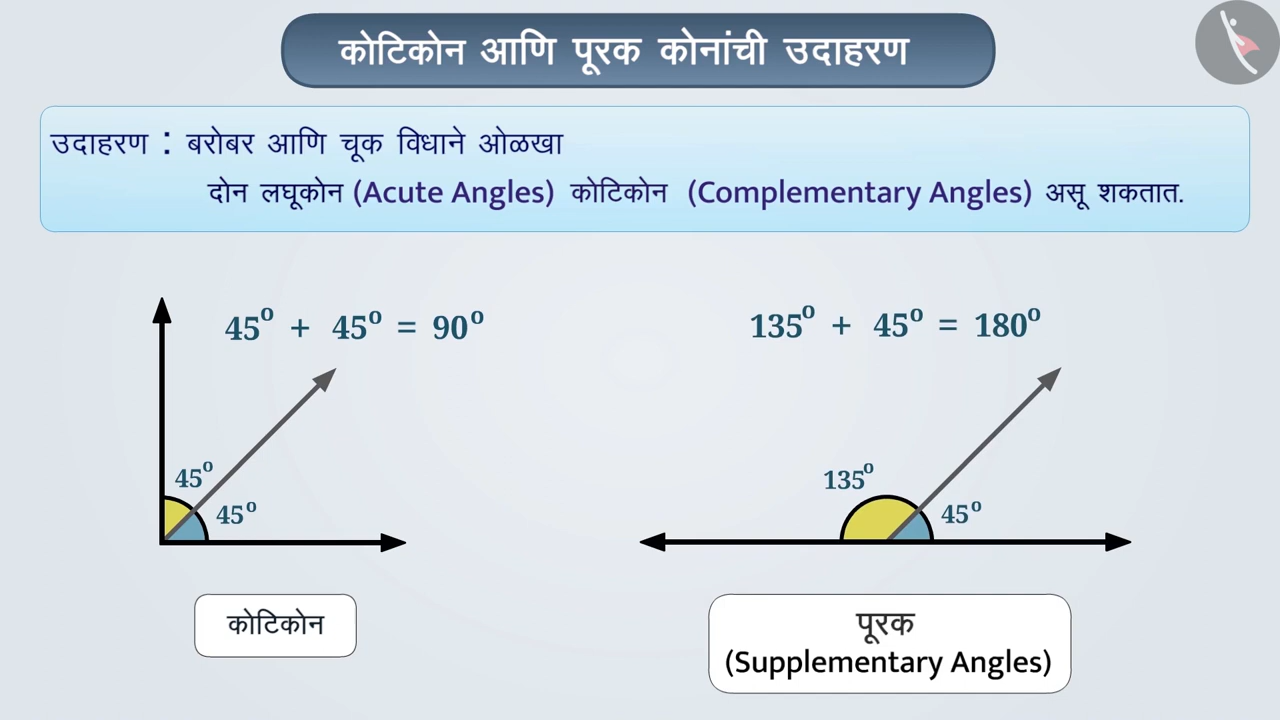 कोटिकोन आणि पूरक कोनांची उदाहरण
उदाहरण : बरोबर आणि चूक विधाने ओळखा
दोन लघूकोन (Acute Angles) कोटिकोन (Complementary Angles) असू शकतात.
45° + 45° = 90°
135° + 45° = 180°
45°
45°
135°
45°
कोटिकोन
पूरक
(Supplementary Angles)